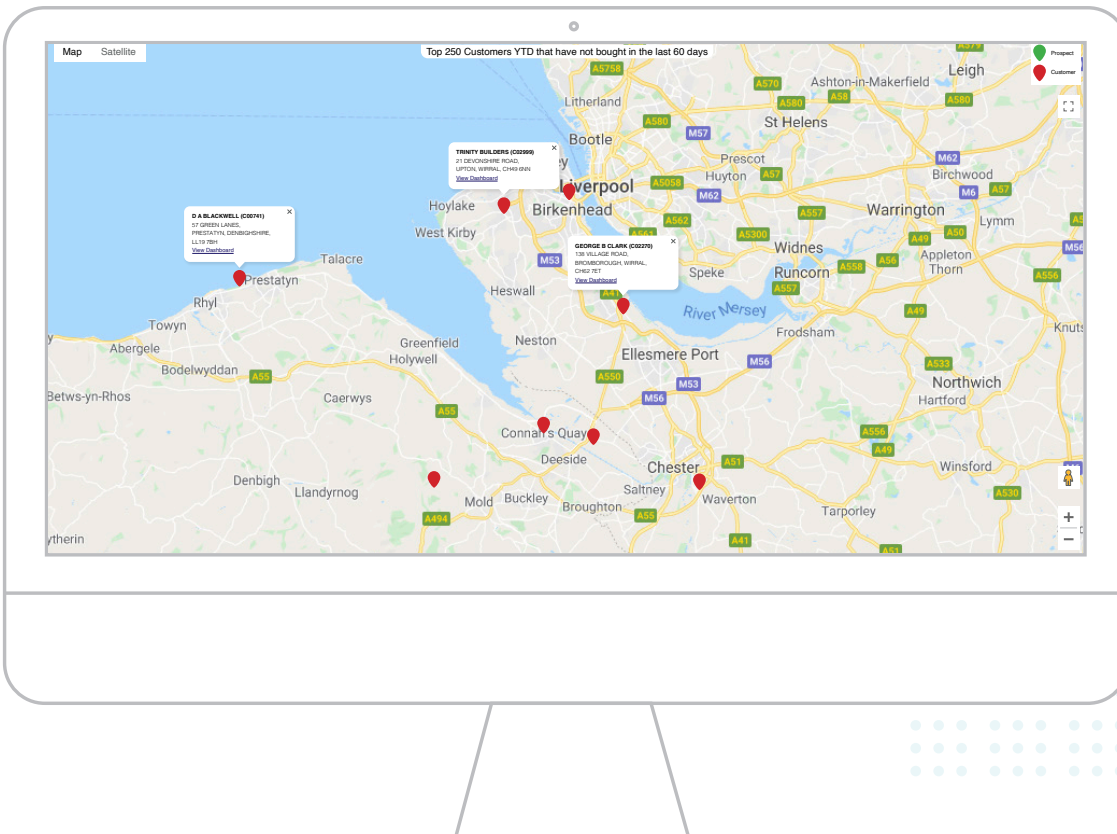 Map Satellite
Top 250 Customers YTD that have not bought in the last 60 days
Prospect
Customer
A579
A5758
Leigh
A570
Ashton-in-Makerfield
A580
A58
A580
Litherland
A580
St Helens
M57
Bootle
TRINITY BUILDERS (C02999)
21 DEVONSHIRE ROAD,
UPTON, WIRRAL, CH49 6NN
View Dashboard
Prescot
M62
Huyton
A57
Birchwood
Liverpool
A5058
M62
M6
A57
Hoylake
Birkenhead
A557
Warrington
Lymm
A562
West Kirby
A561
A5300
A50
A49
D A BLACKWELL (C00741)
57 GREEN LANES,
PRESTATYN, DENBIGHSHIRE,
LL19 7BH
View Dashboard
GEORGE B CLARK (C02270)
138 VILLAGE ROAD,
BROMBOROUGH, WIRRAL,
CH62 7ET
View Dashboard
Widnes
M56
Talacre
M53
Appleton
Thorn
A56
A558
Speke
Runcorn
A556
Prestatyn
Heswall
A41
A557
Rhyl
River Mersey
A49
Towyn
Frodsham
Abergele
Greenfield
Neston
Holywell
Ellesmere Port
M56
A533
Bodelwyddan
A55
A550
M53
Northwich
Betws-yn-Rhos
Caerwys
M56
Hartford
A55
Connah's Quay
A556
A49
Deeside
Chester
A51
Winsford
Denbigh
Llandyrnog
Mold
Buckley
Saltney
Waverton
A530
Broughton
Tarporley
A494
A55
A41
A51